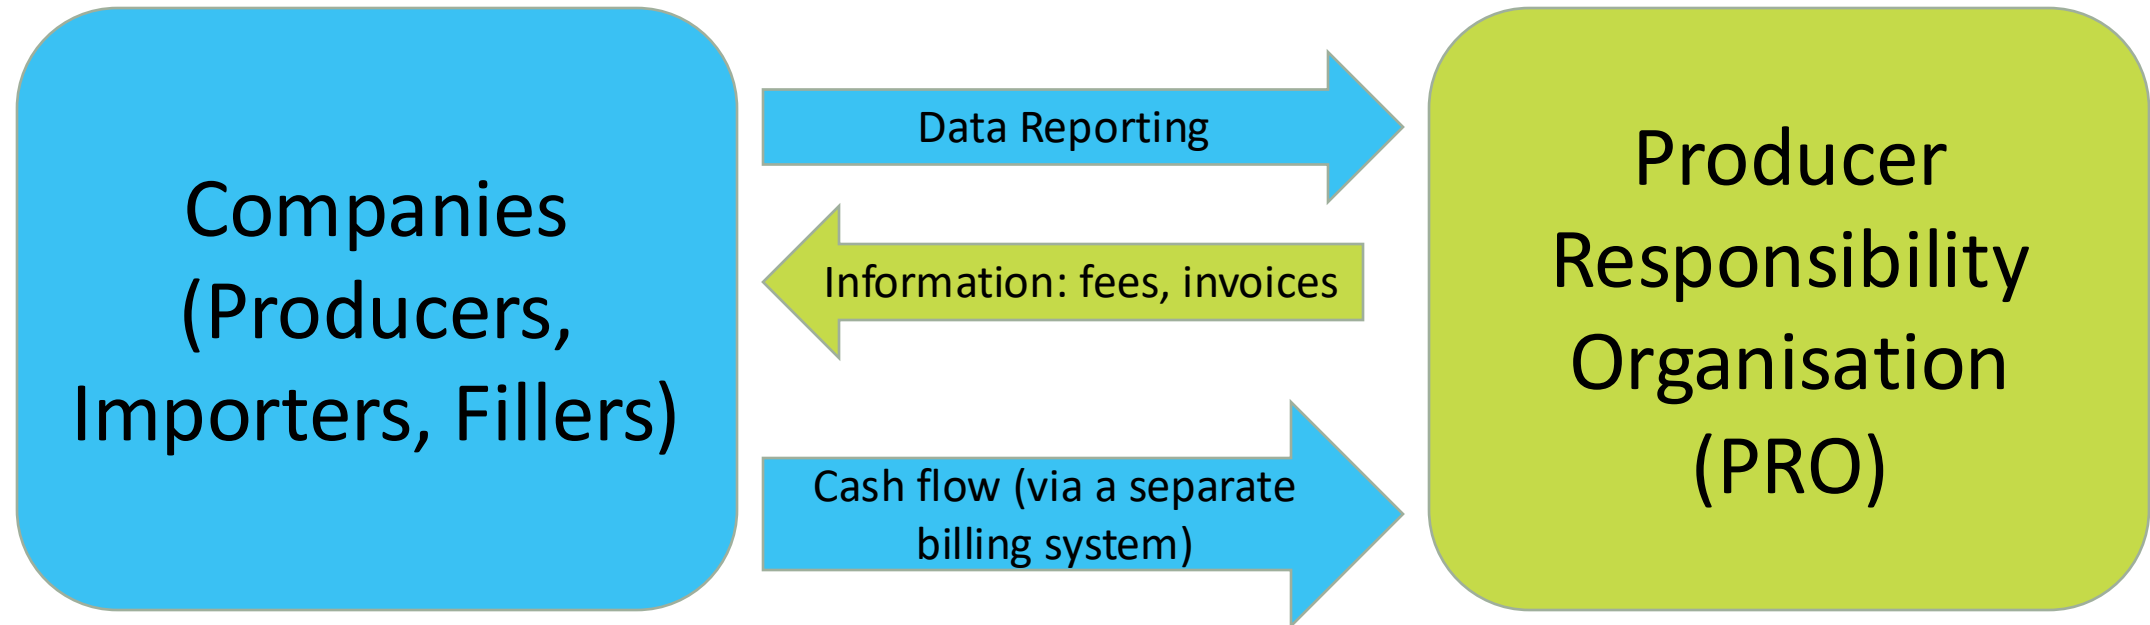 Companies
(Producers,
Importers, Fillers)
Data Reporting
Information: fees, invoices
Cash flow (via a separate
billing system)
Producer
Responsibility
Organisation
(PRO)